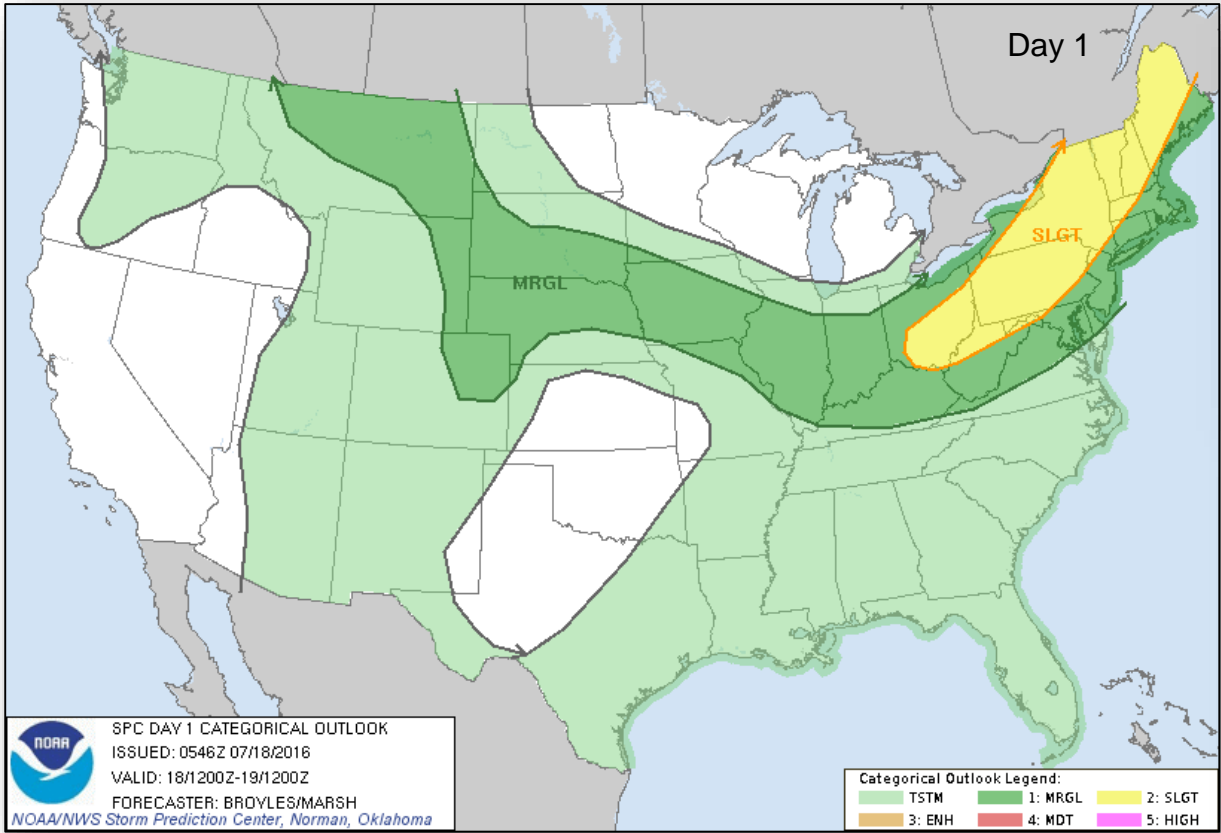 Day 1
SLGT
MRGL
NOAA
SPC DAY 1 CATEGORICAL OUTLOOK
ISSUED: 0546Z 07/18/2016
VALID: 18/1200Z-19/1200Z
FORECASTER: BROYLES/MARSH
NOAA/NWS Storm Prediction Center, Norman, Oklahoma
Categorical Outlook Legend:
TSTM 1: MRGL 2: SLGT
3: ENH 4: MDT 5: HIGH